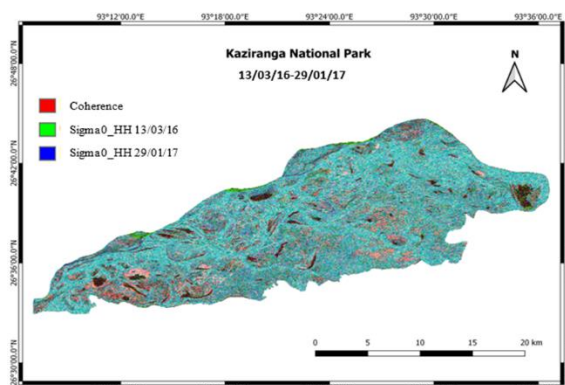 93°12'00.0"E 93°18'00.0"E 93°24'00.0"E 93°30'00.0"E 93°36'00.0"E
26°48'00.0"N
Kaziranga National Park
13/03/16-29/01/17
N
Coherence
Sigma0_HH 13/03/16
Sigma0_HH 29/01/17
26°42'00.0"N
26°36'00.0"N
0 5 10 15 20 km
26°30'00.0"N